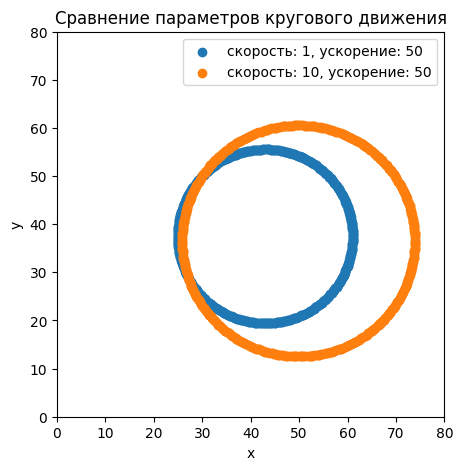 Сравнение параметров кругового движения
скорость: 1, ускорение: 50
скорость: 10, ускорение: 50
80
70
60
50
40
30
20
10
0
y
0 10 20 30 40 50 60 70 80
x